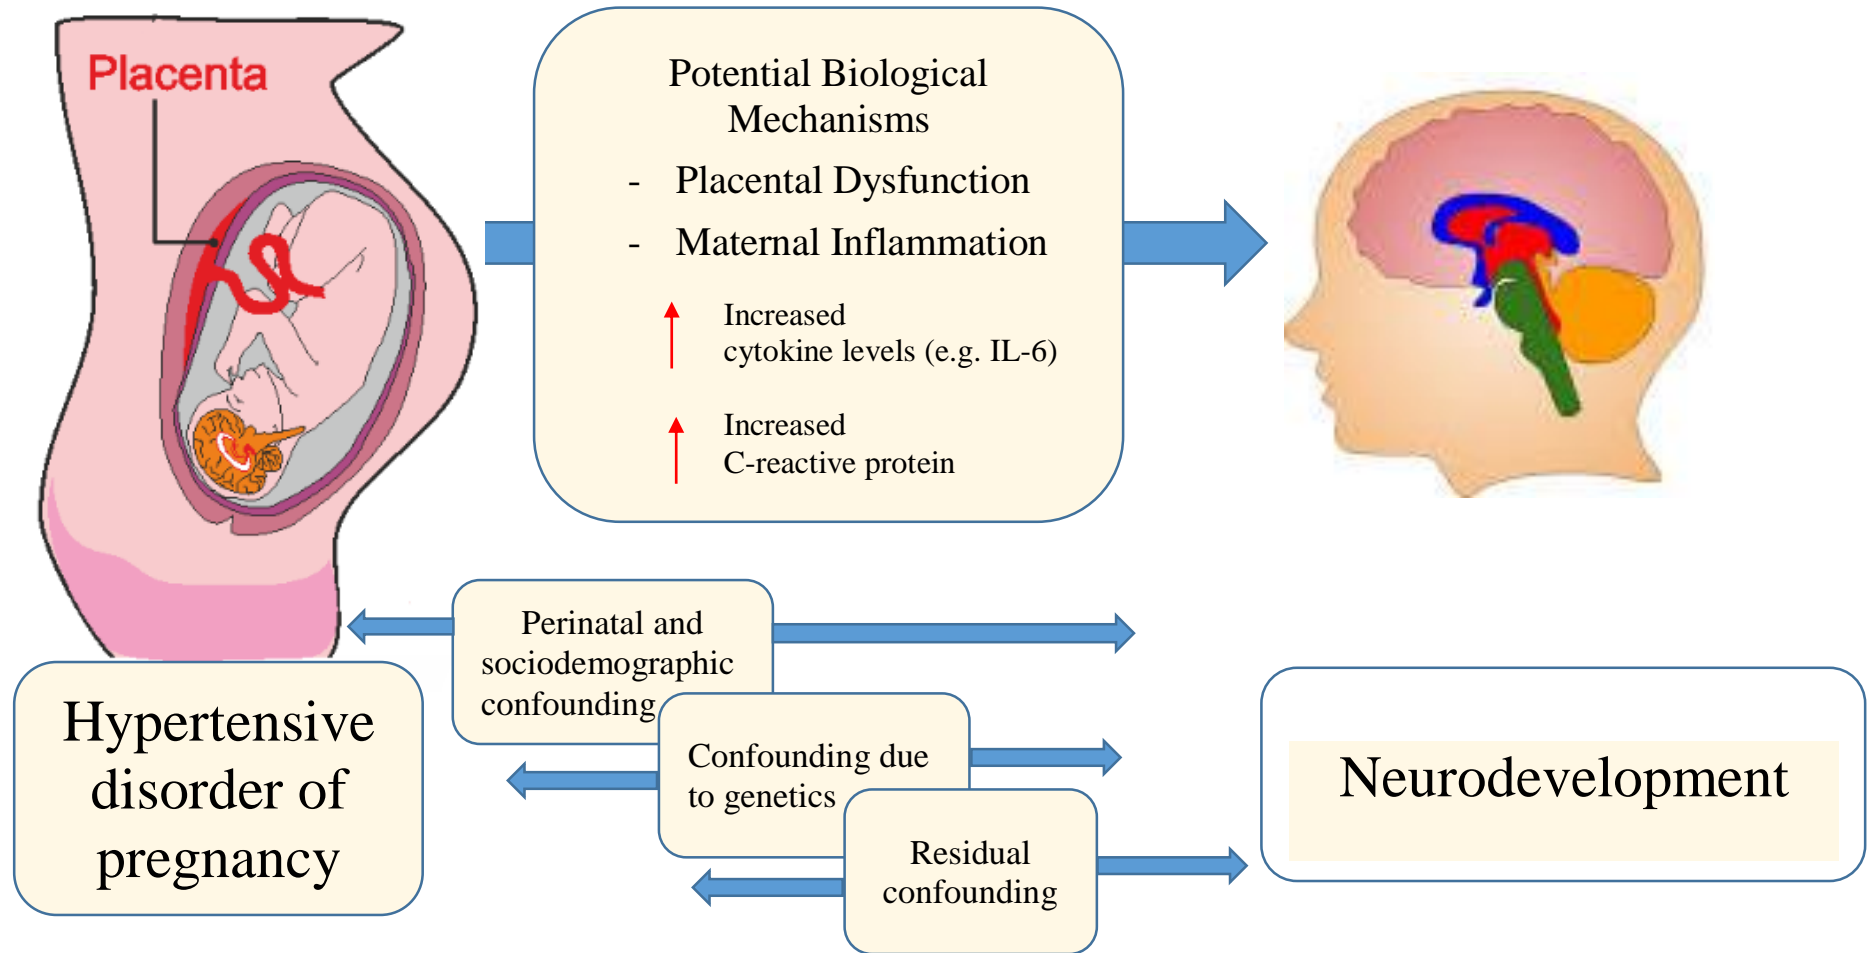 Placenta
Potential Biological
Mechanisms
- Placental Dysfunction
- Maternal Inflammation
Increased
cytokine levels (e.g. IL-6)
Increased
C-reactive protein
Perinatal and
sociodemographic
confounding
Confounding due
to genetics
Residual
confounding
Hypertensive
disorder of
pregnancy
Neurodevelopment